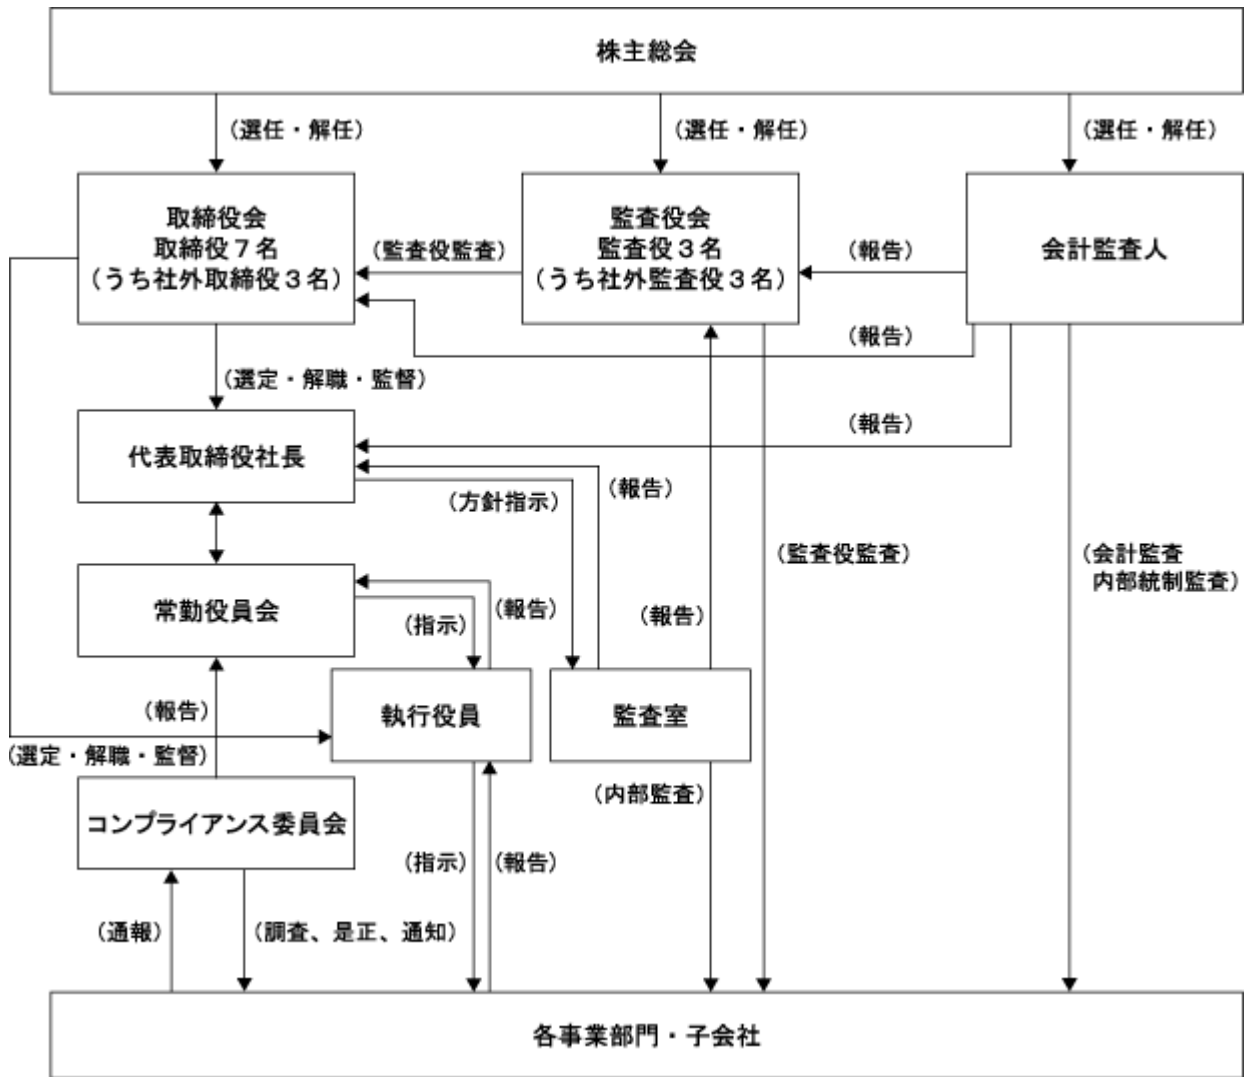 株主総会
（選任・解任）
（選任・解任）
（選任・解任）
取締役会
取締役７名
（うち社外取締役３名）
（監査役監査）
監査役会
監査役３名
（うち社外監査役３名）
（報告）
会計監査人
（報告）
（選定・解職・監督）
（報告）
代表取締役社長
（方針指示）
（報告）
（監査役監査）
（会計監査
内部統制監査）
常勤役員会
（指示）
（報告）
（報告）
（報告）
執行役員
監査室
（選定・解職・監督）
（内部監査）
コンプライアンス委員会
（指示）
（報告）
（通報）
（調査、是正、通知）
各事業部門・子会社